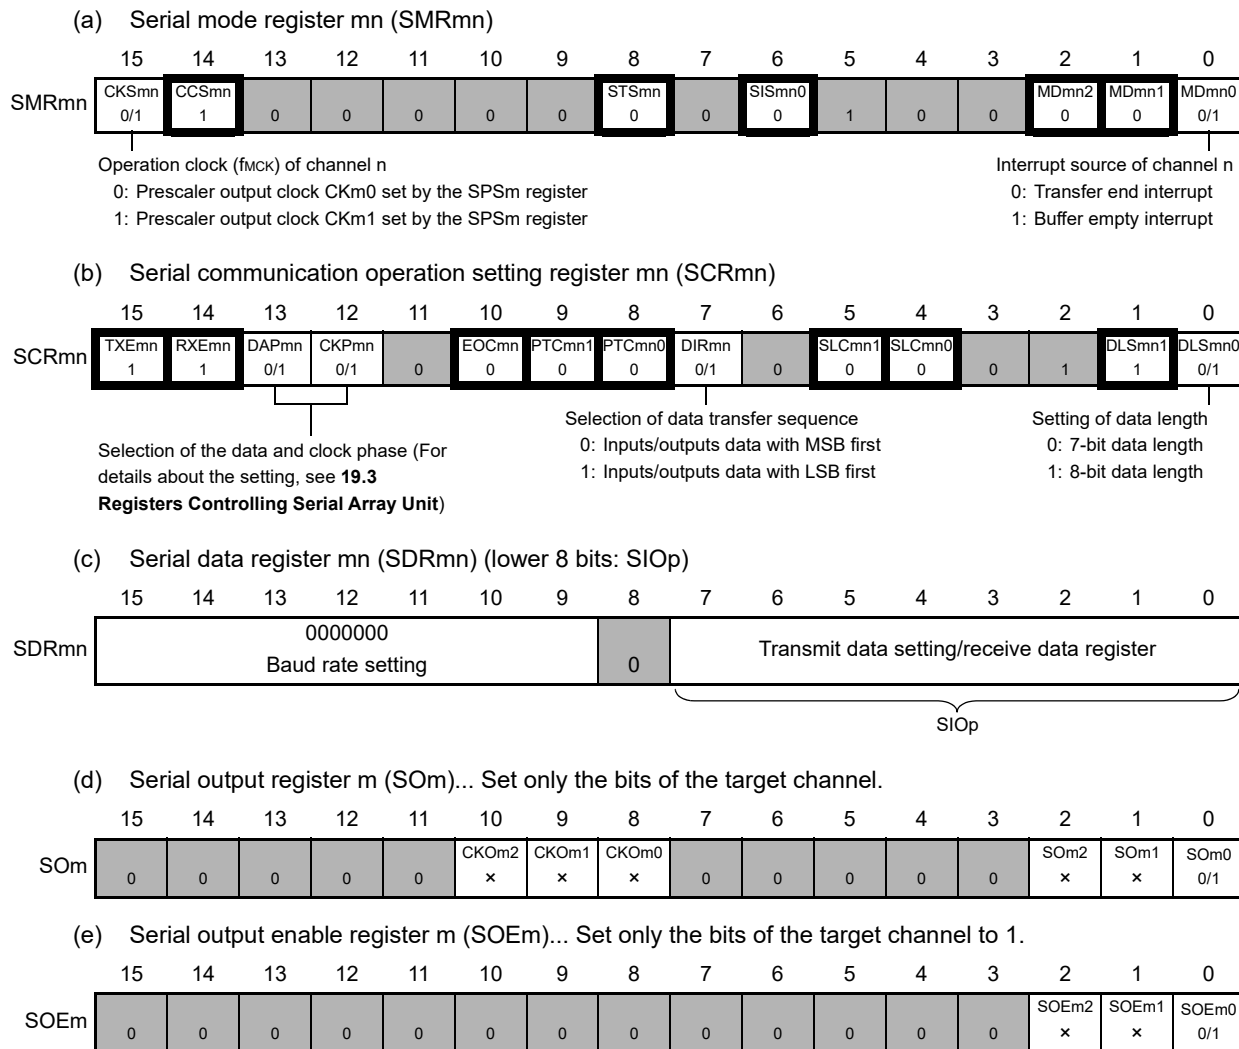 (a) Serial mode register mn (SMRmn)
15 14 13 12 11 10 9 8 7 6 5 4 3 2 1 0
SMRmn
CKSmn CCSmn STSmn SISmn0 MDmn2 MDmn1 MDmn0
0/1 1 0 0 0 0 0 0 0 0 1 0 0 0 0 0/1
Operation clock (fMCK) of channel n
0: Prescaler output clock CKm0 set by the SPSm register
1: Prescaler output clock CKm1 set by the SPSm register
Interrupt source of channel n
0: Transfer end interrupt
1: Buffer empty interrupt
(b) Serial communication operation setting register mn (SCRmn)
15 14 13 12 11 10 9 8 7 6 5 4 3 2 1 0
SCRmn
TXEmn RXEmn DAPmn CKPmn EOCmn PTCmn1 PTCmn0 DIRmn SLCmn1 SLCmn0 DLSmn1 DLSmn0
1 1 0/1 0/1 0 0 0 0 0/1 0 0 0 0 1 1 0/1
Selection of the data and clock phase (For
details about the setting, see 19.3
Registers Controlling Serial Array Unit)
Selection of data transfer sequence
0: Inputs/outputs data with MSB first
1: Inputs/outputs data with LSB first
Setting of data length
0: 7-bit data length
1: 8-bit data length
(c) Serial data register mn (SDRmn) (lower 8 bits: SIOp)
15 14 13 12 11 10 9 8 7 6 5 4 3 2 1 0
SDRmn
0000000
Baud rate setting
0
Transmit data setting/receive data register
SIOp
(d) Serial output register m (SOm)... Set only the bits of the target channel.
15 14 13 12 11 10 9 8 7 6 5 4 3 2 1 0
SOm
CKOm2 CKOm1 CKOm0 SOm2 SOm1 SOm0
0 0 0 0 0 × × × 0 0 0 0 0 × × 0/1
(e) Serial output enable register m (SOEm)... Set only the bits of the target channel to 1.
15 14 13 12 11 10 9 8 7 6 5 4 3 2 1 0
SOEm
SOEm2 SOEm1 SOEm0
0 0 0 0 0 0 0 0 0 0 0 0 0 × × 0/1